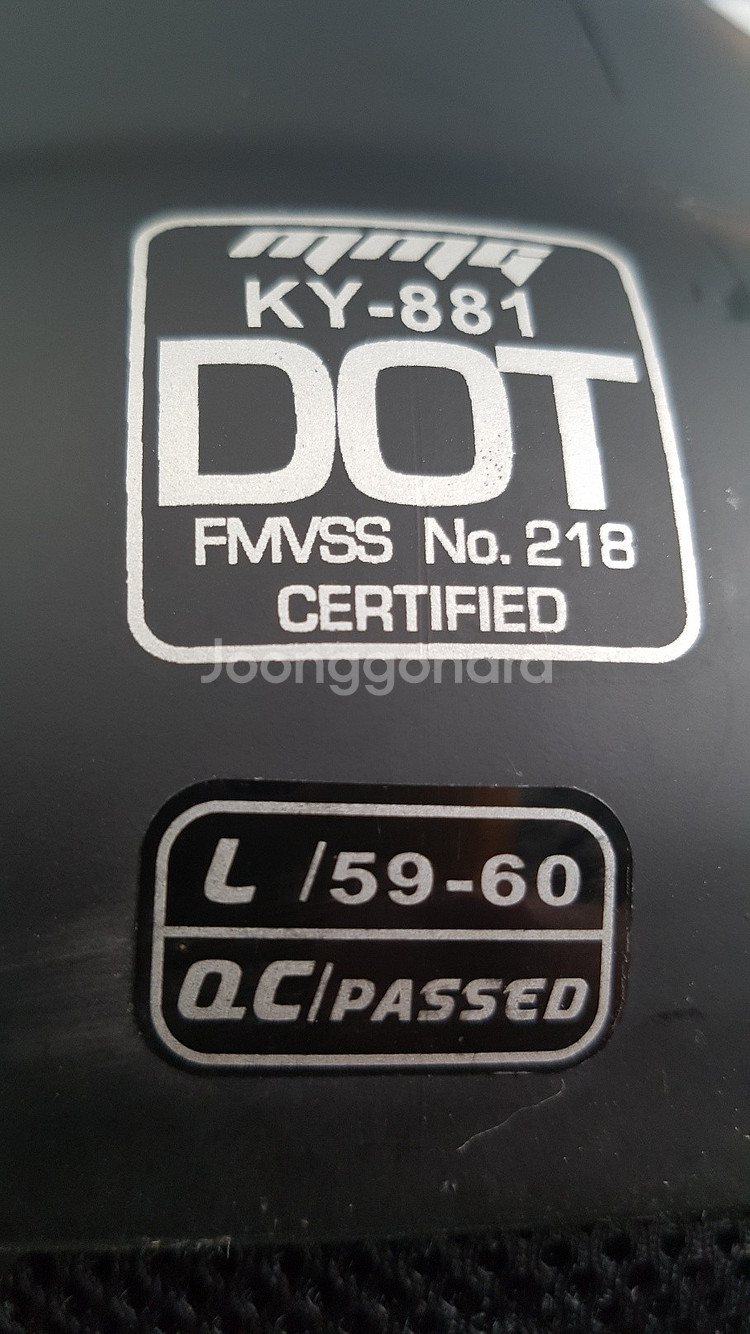 mmg
KY-881
DOT
FMVSS No. 218
CERTIFIED
Joonggonara
L /59-60
QC/PASSED